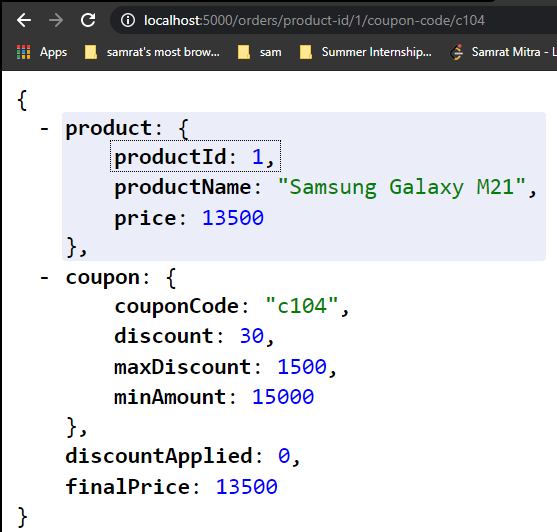 localhost:5000/orders/product-id/1/coupon-code/c104
Apps samrat's most brow... sam Summer Internship... Samrat Mitra - L
{
- product: {
productId: 1,
productName: "Samsung Galaxy M21",
price: 13500
},
- coupon: {
couponCode: "c104",
discount: 30,
maxDiscount: 1500,
minAmount: 15000
},
discountApplied: 0,
finalPrice: 13500
}